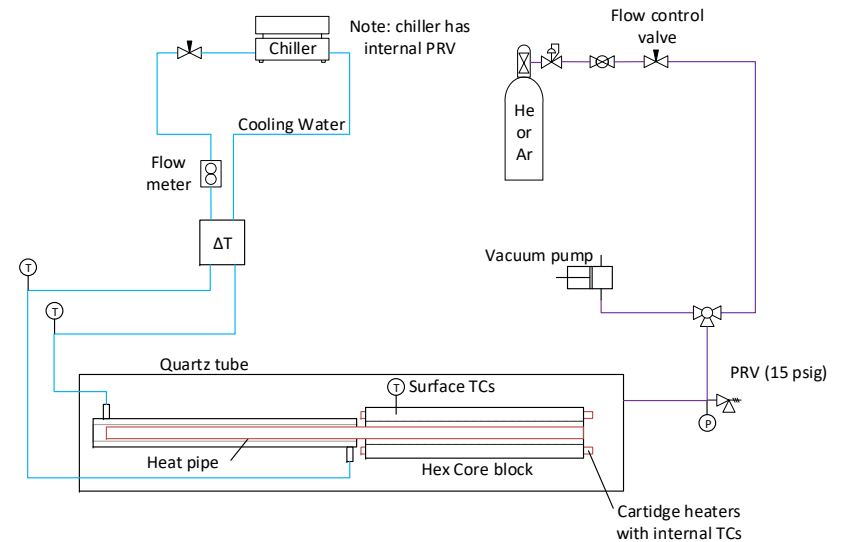 Chiller
Note: chiller has
internal PRV
Flow control
valve
He
or
Ar
Cooling Water
Flow
meter
ΔT
Vacuum pump
T
T
Quartz tube
PRV (15 psig)
T
Surface TCs
P
Heat pipe
Hex Core block
Cartidge heaters
with internal TCs